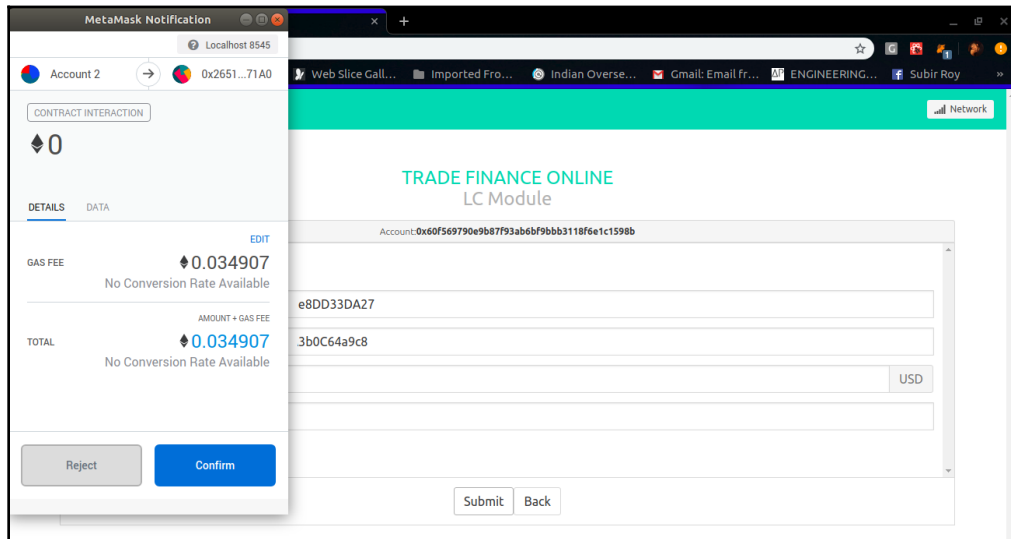 MetaMask Notification
Localhost 8545
Account 2
0x2651...71A0
CONTRACT INTERACTION
0
DETAILS DATA
EDIT
GAS FEE 0.034907
No Conversion Rate Available
AMOUNT + GAS FEE
TOTAL 0.034907
No Conversion Rate Available
Reject Confirm
Web Slice Gall... Imported Fro... Indian Overse... Gmail: Email fr... ENGINEERING... Subir Roy »
Network
TRADE FINANCE ONLINE
LC Module
Account:0x60f569790e9b87f93ab6bf9bbb3118f6e1c1598b
e8DD33DA27
3b0C64a9c8
USD
Submit Back